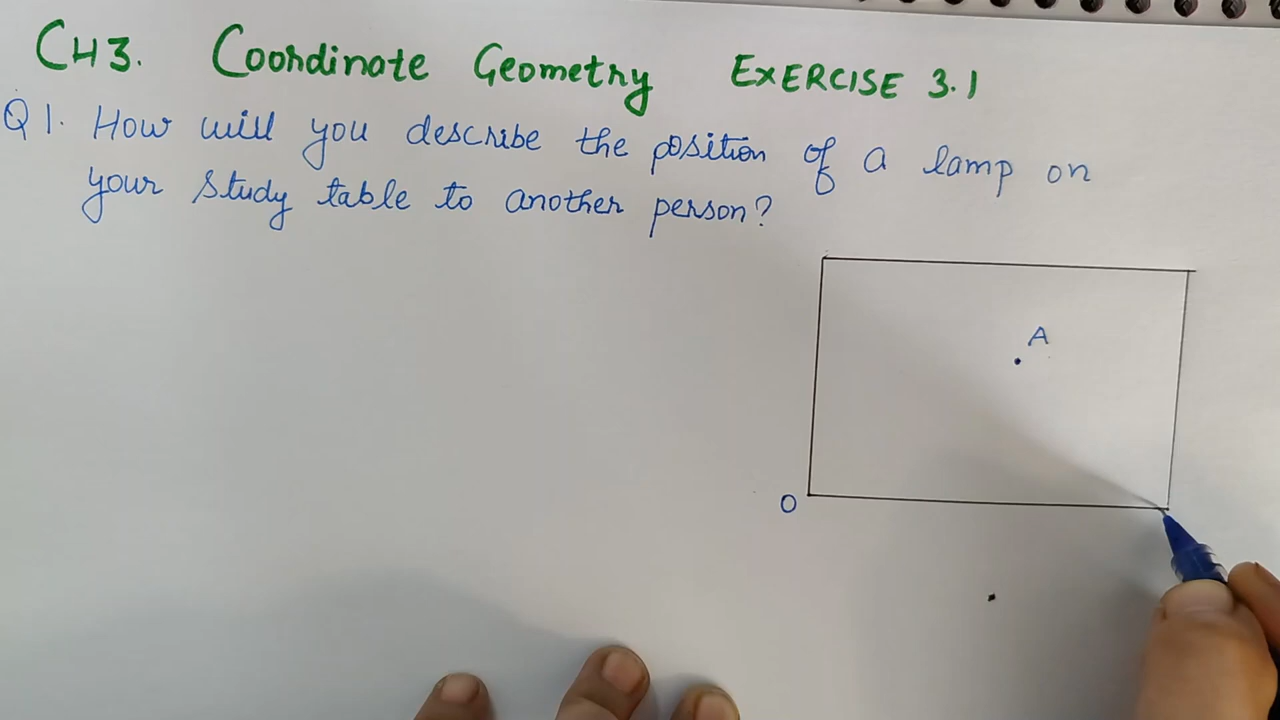 CH3. Coordinate Geometry EXERCISE 3.1
Q1. How will you describe the position of a lamp on
your study table to another person?
A
O